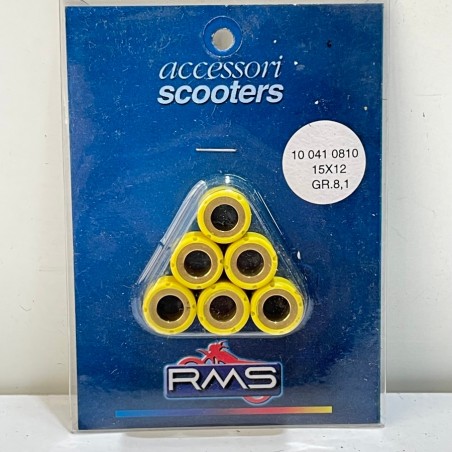 accessori
scooters
10 041 0810
15X12
GR.8,1
RMS